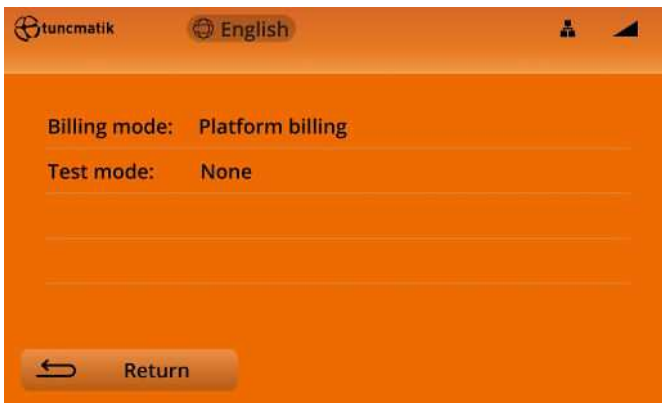 tuncmatik English
Billing mode: Platform billing
Test mode: None
Return